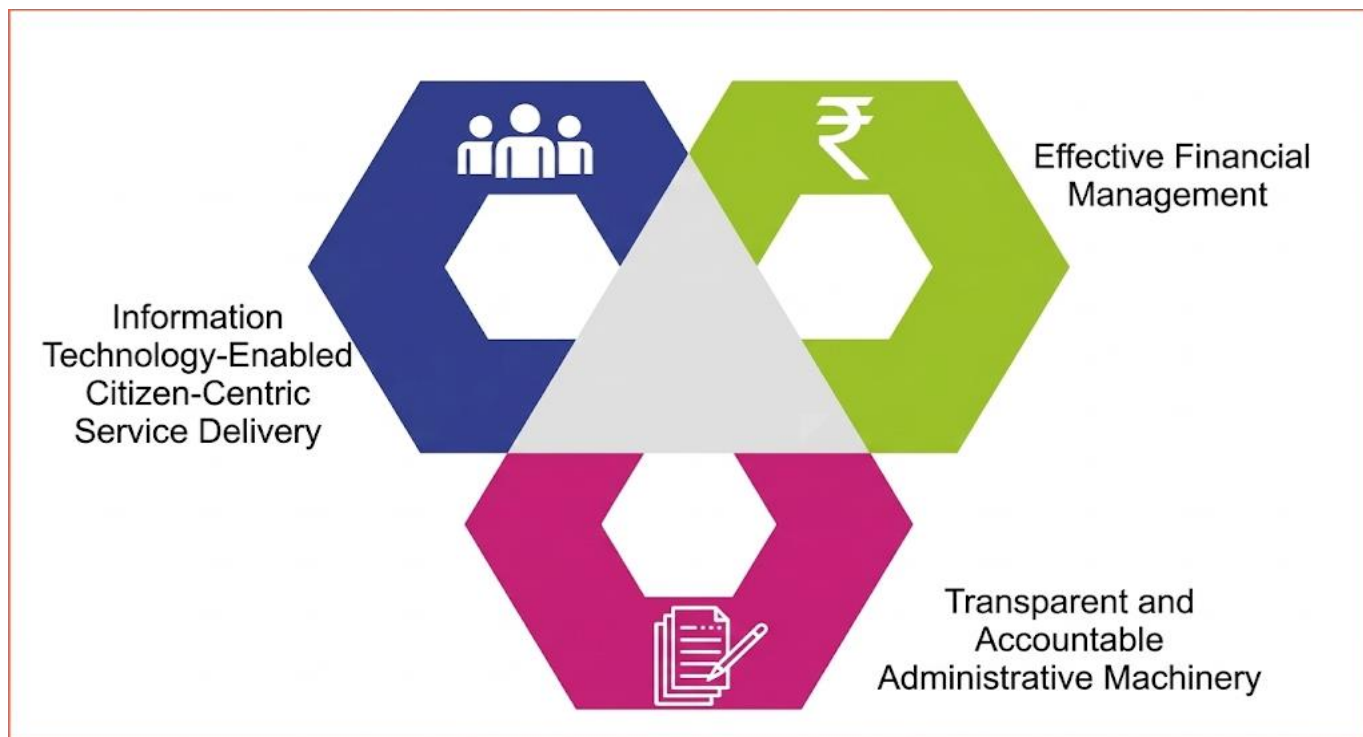 ₹
Effective Financial
Management
Information
Technology-Enabled
Citizen-Centric
Service Delivery
Transparent and
Accountable
Administrative Machinery